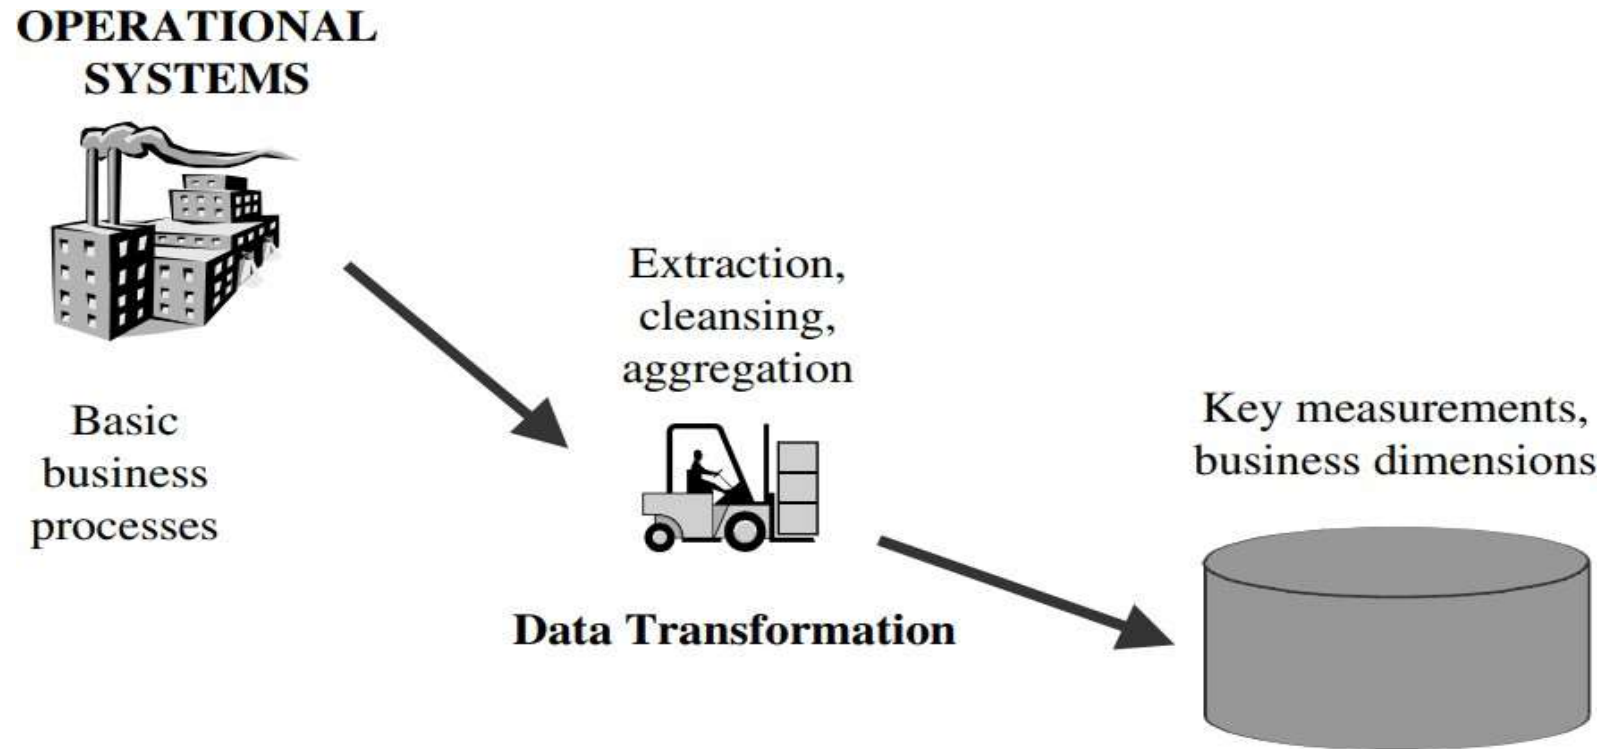 OPERATIONAL
SYSTEMS
Basic
business
processes
Extraction,
cleansing,
aggregation
Data Transformation
Key measurements,
business dimensions